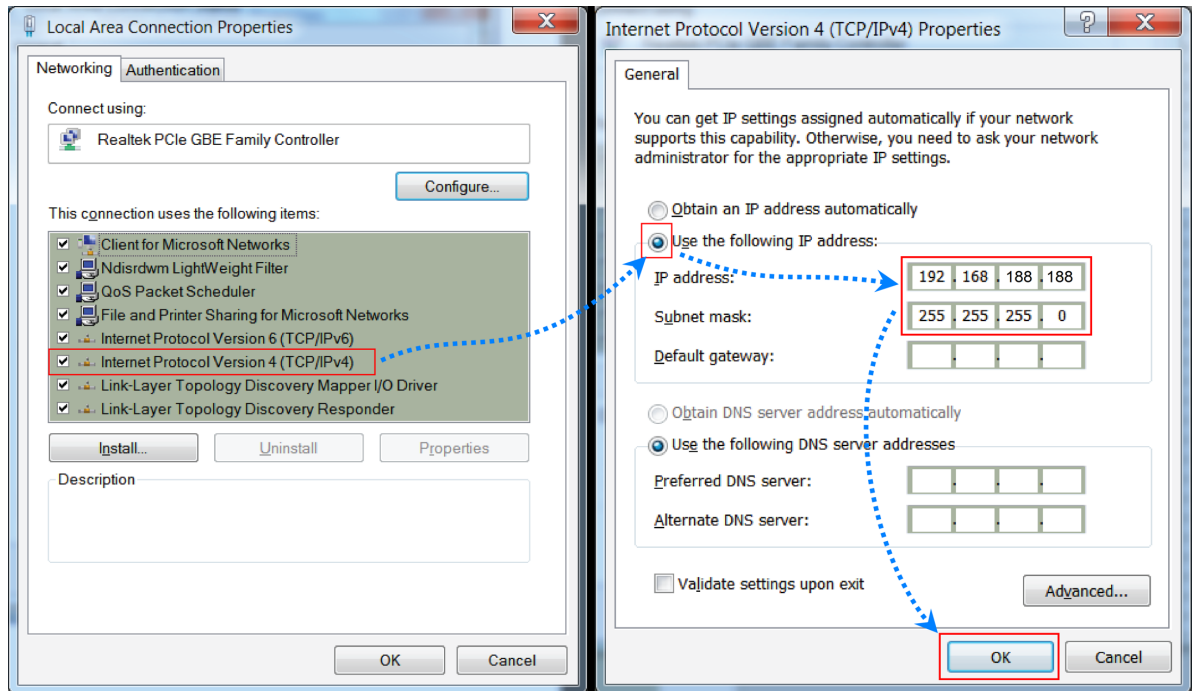 Local Area Connection Properties
Networking
Authentication
Connect using:
Realtek PCIe GBE Family Controller
Configure...
This connection uses the following items:
Client for Microsoft Networks
Ndisrdwm LightWeight Filter
QoS Packet Scheduler
File and Printer Sharing for Microsoft Networks
Internet Protocol Version 6 (TCP/IPv6)
Internet Protocol Version 4 (TCP/IPv4)
Link-Layer Topology Discovery Mapper I/O Driver
Link-Layer Topology Discovery Responder
Install...
Uninstall
Properties
Description
OK
Cancel
Internet Protocol Version 4 (TCP/IPv4) Properties
General
You can get IP settings assigned automatically if your network
supports this capability. Otherwise, you need to ask your network
administrator for the appropriate IP settings.
Obtain an IP address automatically
Use the following IP address:
IP address: 192 . 168 . 188 . 188
Subnet mask: 255 . 255 . 255 . 0
Default gateway: . . .
Obtain DNS server address automatically
Use the following DNS server addresses
Preferred DNS server: . . .
Alternate DNS server: . . .
Validate settings upon exit
Advanced...
OK
Cancel